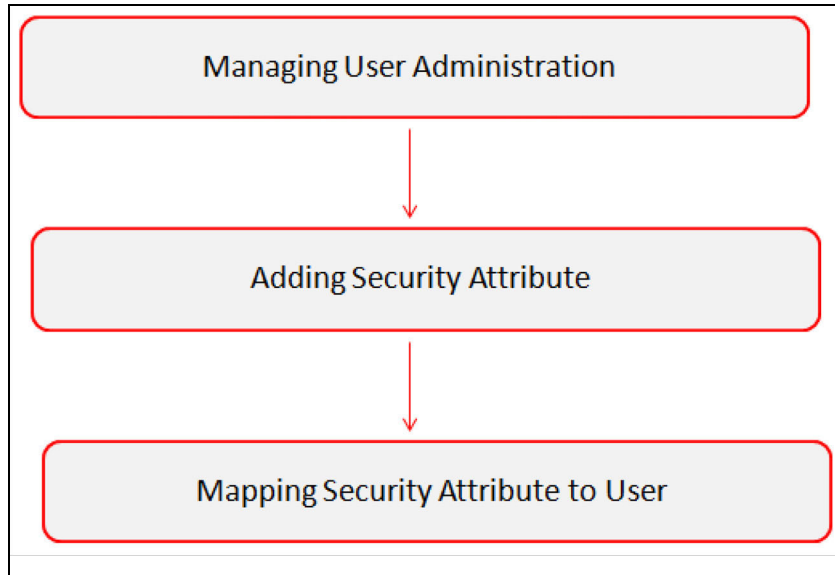 Managing User Administration
Adding Security Attribute
Mapping Security Attribute to User